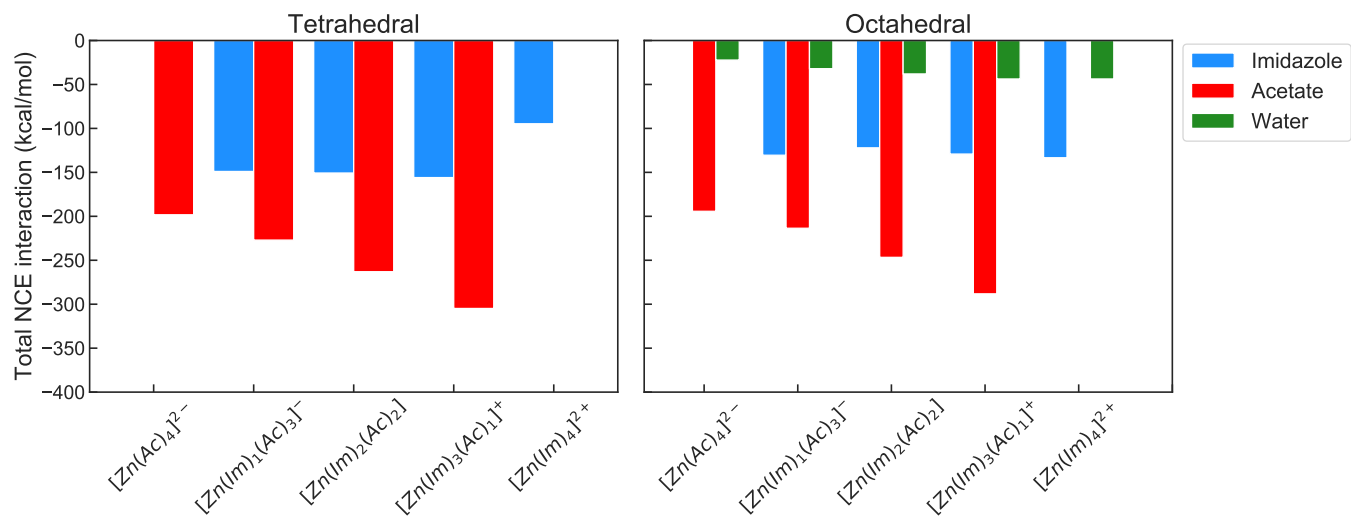 Tetrahedral
Octahedral
Total NCE interaction (kcal/mol)
0
−50
−100
−150
−200
−250
−300
−350
−400
[Zn(Ac)₄]²⁻
[Zn(Im)₁(Ac)₃]⁻
[Zn(Im)₂(Ac)₂]
[Zn(Im)₃(Ac)₁]⁺
[Zn(Im)₄]²⁺
[Zn(Ac)₄]²⁻
[Zn(Im)₁(Ac)₃]⁻
[Zn(Im)₂(Ac)₂]
[Zn(Im)₃(Ac)₁]⁺
[Zn(Im)₄]²⁺
Imidazole
Acetate
Water